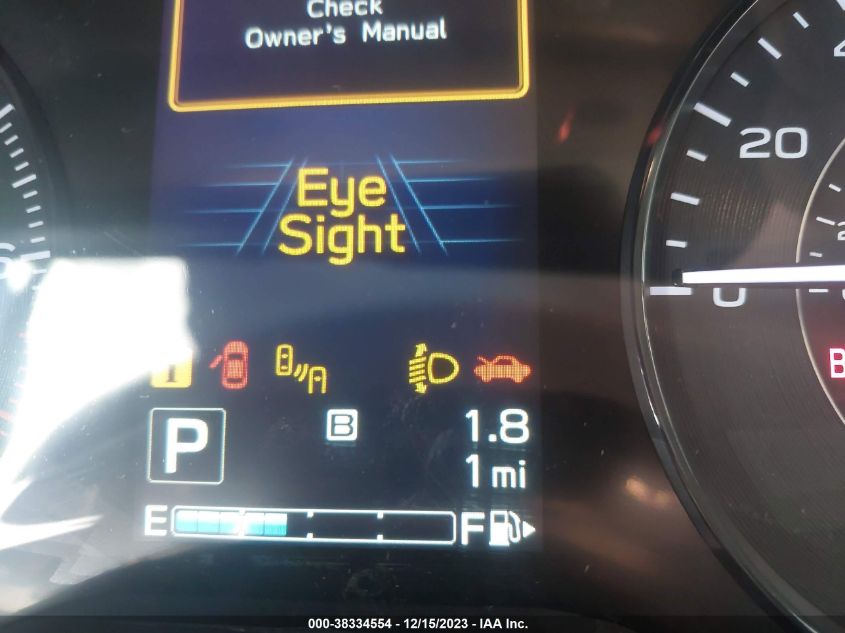 Check
Owner's Manual
Eye
Sight
20
0
P
B
1.8
1 mi
E
F
000-38334554 - 12/15/2023 - IAA Inc.